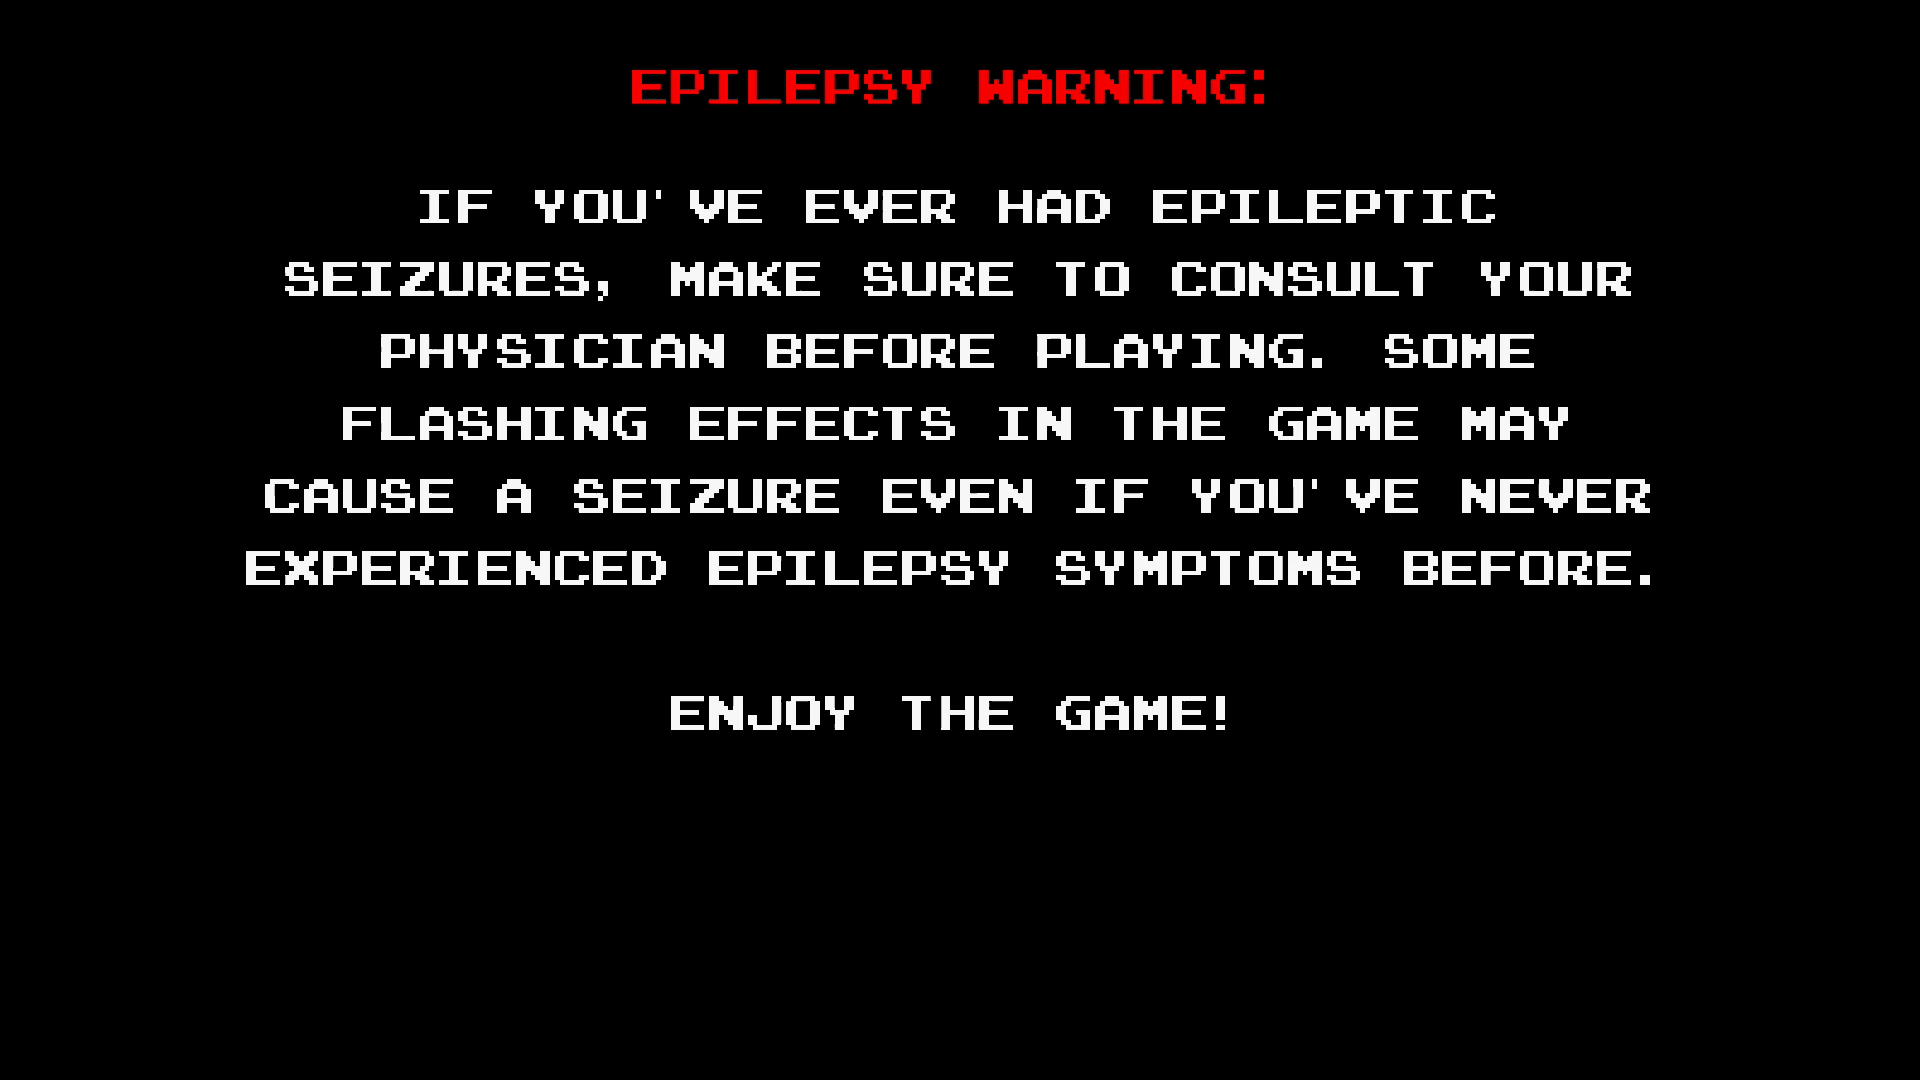 EPILEPSY WARNING:
IF YOU'VE EVER HAD EPILEPTIC
SEIZURES, MAKE SURE TO CONSULT YOUR
PHYSICIAN BEFORE PLAYING. SOME
FLASHING EFFECTS IN THE GAME MAY
CAUSE A SEIZURE EVEN IF YOU'VE NEVER
EXPERIENCED EPILEPSY SYMPTOMS BEFORE.
ENJOY THE GAME!